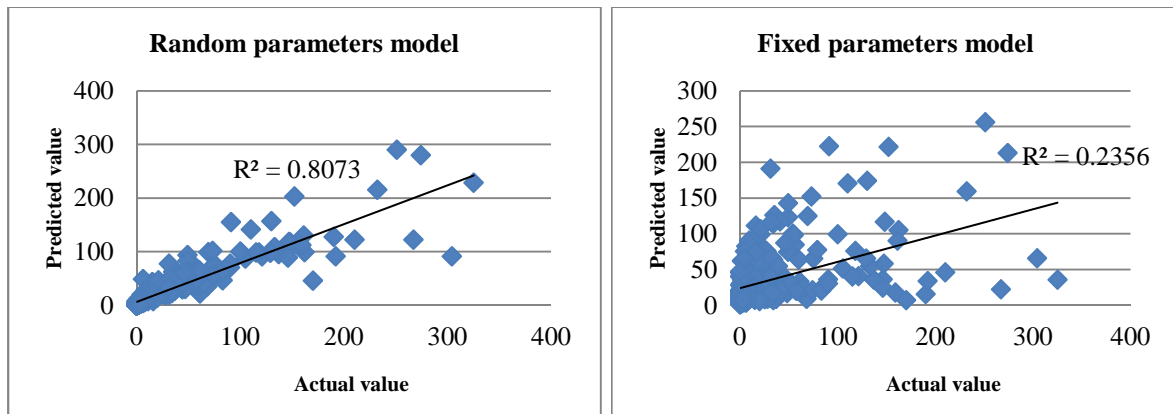 Random parameters model
400
300
200
100
0
0 100 200 300 400
Predicted value
Actual value
R² = 0.8073
Fixed parameters model
300
250
200
150
100
50
0
0 100 200 300 400
Predicted value
Actual value
R² = 0.2356